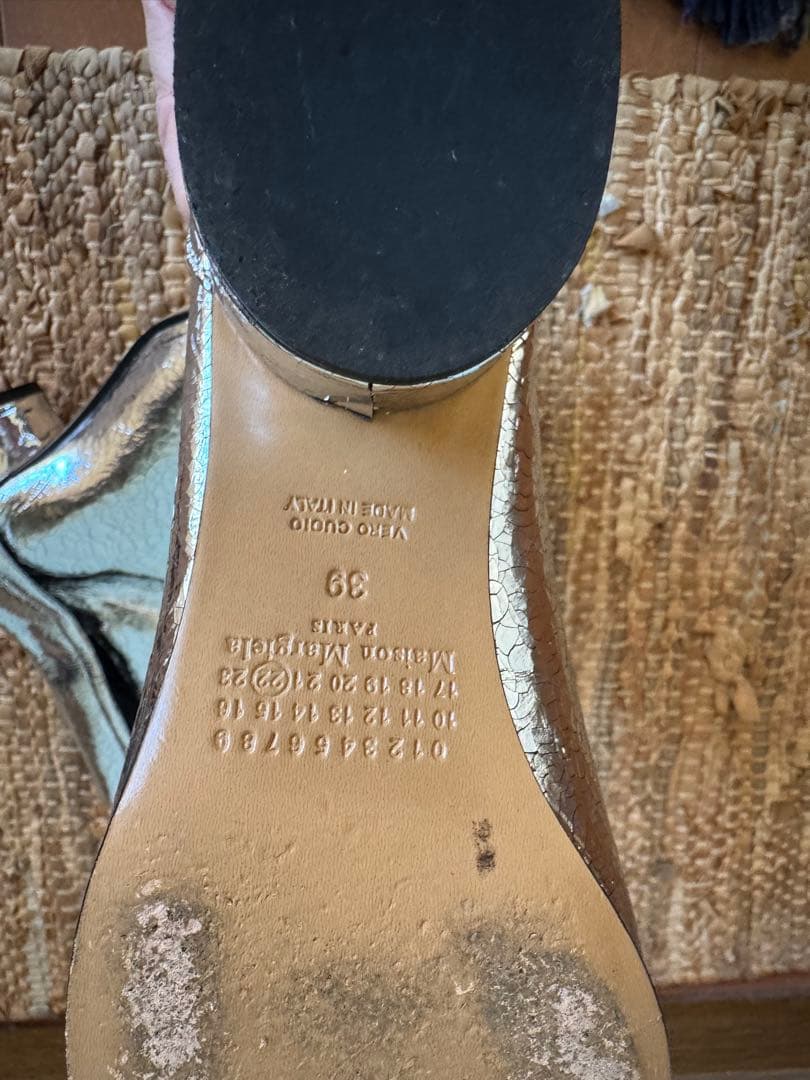 0 1 2 3 4 5 6 7 8 9
10 11 12 13 14 15 16
17 18 19 20 21 22 23
Maison Margiela
PARIS
39
VERO CUOIO
MADE IN ITALY